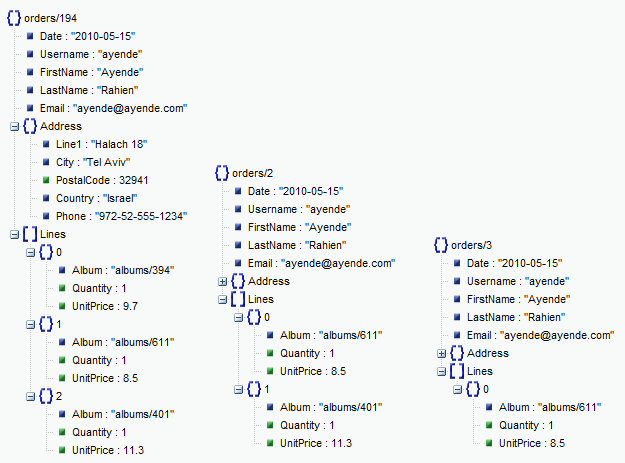 orders/194
Date : "2010-05-15"
Username : "ayende"
FirstName : "Ayende"
LastName : "Rahien"
Email : "ayende@ayende.com"
Address
Line1 : "Halach 18"
City : "Tel Aviv"
PostalCode : 32941
Country : "Israel"
Phone : "972-52-555-1234"
[ ] Lines
{ } 0
Album : "albums/394"
Quantity : 1
UnitPrice : 9.7
{ } 1
Album : "albums/611"
Quantity : 1
UnitPrice : 8.5
{ } 2
Album : "albums/401"
Quantity : 1
UnitPrice : 11.3
{ } orders/2
Date : "2010-05-15"
Username : "ayende"
FirstName : "Ayende"
LastName : "Rahien"
Email : "ayende@ayende.com"
{ } Address
[ ] Lines
{ } 0
Album : "albums/611"
Quantity : 1
UnitPrice : 8.5
{ } 1
Album : "albums/401"
Quantity : 1
UnitPrice : 11.3
{ } orders/3
Date : "2010-05-15"
Username : "ayende"
FirstName : "Ayende"
LastName : "Rahien"
Email : "ayende@ayende.com"
{ } Address
[ ] Lines
{ } 0
Album : "albums/611"
Quantity : 1
UnitPrice : 8.5